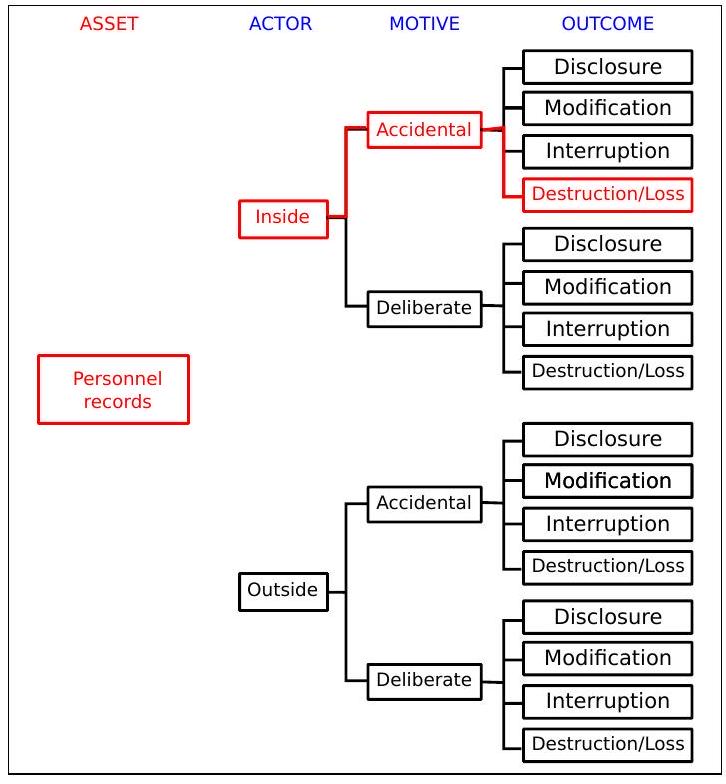 ASSET ACTOR MOTIVE OUTCOME
Disclosure
Modification
Accidental
Interruption
Destruction/Loss
Inside
Disclosure
Modification
Deliberate
Interruption
Destruction/Loss
Personnel
records
Disclosure
Modification
Accidental
Interruption
Destruction/Loss
Outside
Disclosure
Modification
Deliberate
Interruption
Destruction/Loss